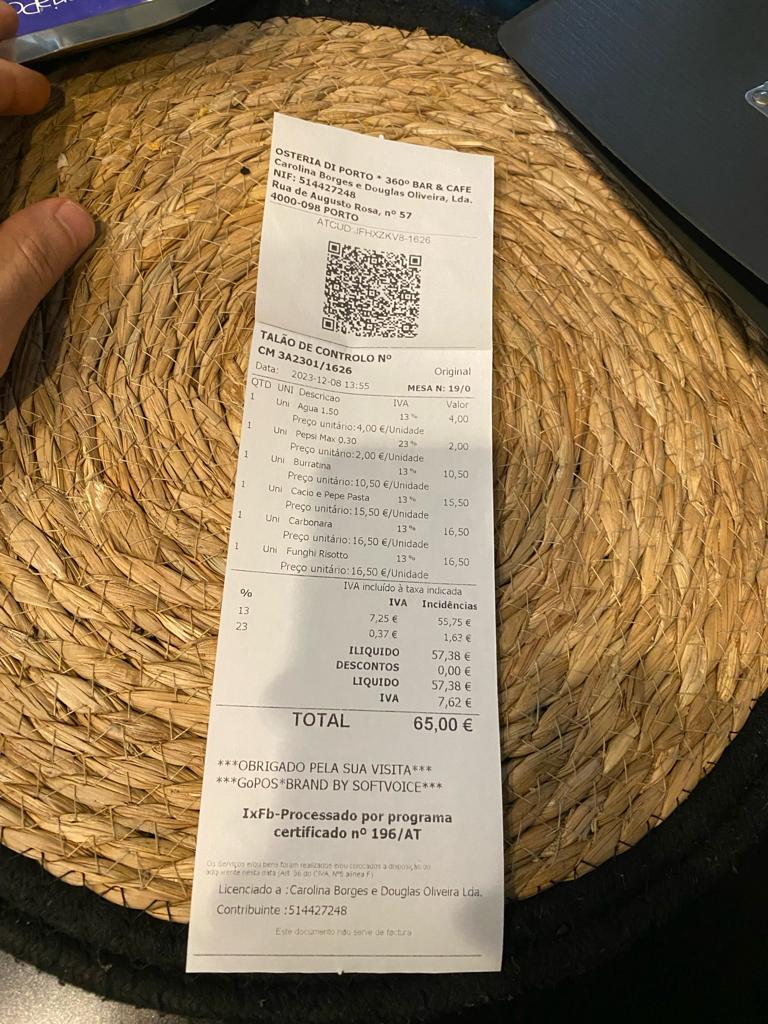 OSTERIA DI PORTO * 360º BAR & CAFE
Carolina Borges e Douglas Oliveira, Lda.
NIF: 514427248
Rua de Augusto Rosa, nº 57
4000-098 PORTO
ATCUD:JFHXZKV8-1626
TALÃO DE CONTROLO Nº
CM 3A2301/1626
Original
Data: 2023-12-08 13:55 MESA N: 19/0
QTD UNI Descricao IVA Valor
1 Uni Agua 1.50 13% 4,00
Preço unitário:4,00 €/Unidade
1 Uni Pepsi Max 0.30 23% 2,00
Preço unitário:2,00 €/Unidade
1 Uni Burratina 13% 10,50
Preço unitário:10,50 €/Unidade
1 Uni Cacio e Pepe Pasta 13% 15,50
Preço unitário:15,50 €/Unidade
1 Uni Carbonara 13% 16,50
Preço unitário:16,50 €/Unidade
1 Uni Funghi Risotto 13% 16,50
Preço unitário:16,50 €/Unidade
IVA incluído à taxa indicada
% IVA Incidências
13 7,25 € 55,75 €
23 0,37 € 1,63 €
ILIQUIDO 57,38 €
DESCONTOS 0,00 €
LIQUIDO 57,38 €
IVA 7,62 €
TOTAL 65,00 €
***OBRIGADO PELA SUA VISITA***
***GoPOS*BRAND BY SOFTVOICE***
IxFb-Processado por programa
certificado nº 196/AT
Os Serviços e/ou bens foram realizados e/ou colocados a disposição do
adquirente nesta data (Art. 36 do CIVA, Nº5 alinea F)
Licenciado a :Carolina Borges e Douglas Oliveira Lda.
Contribuinte :514427248
Este documento não serve de factura